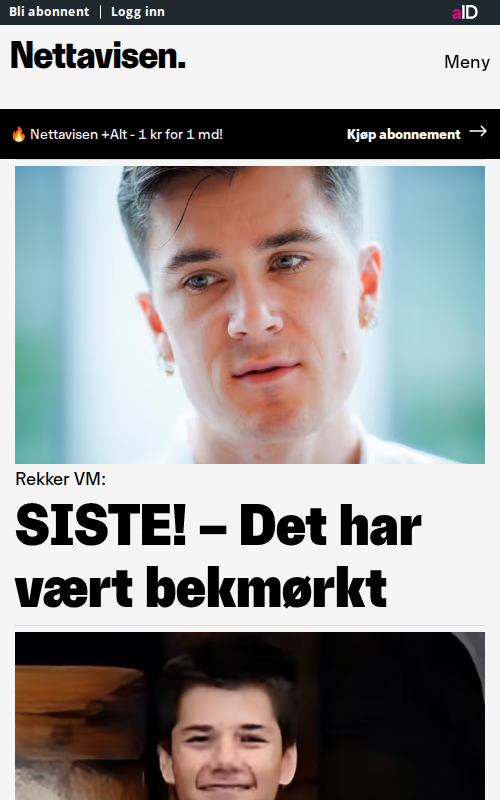 Bli abonnent | Logg inn
aID
Nettavisen.
Meny
🔥 Nettavisen +Alt - 1 kr for 1 md!
Kjøp abonnement →
Rekker VM:
SISTE! – Det har
vært bekmørkt